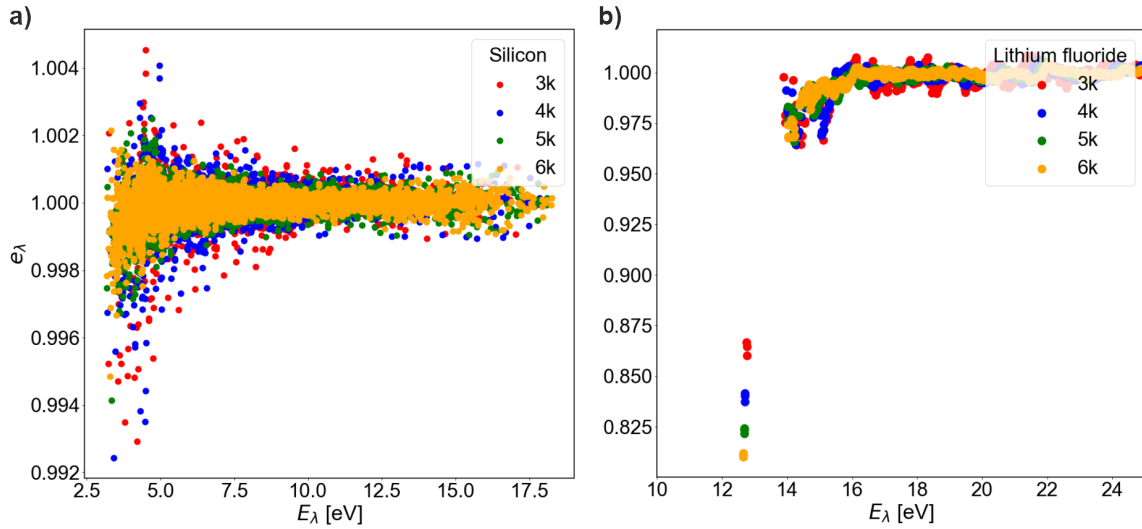 a)
Silicon
3k
4k
5k
6k
1.004
1.002
1.000
0.998
0.996
0.994
0.992
2.5 5.0 7.5 10.0 12.5 15.0 17.5
eλ
Eλ [eV]
b)
Lithium fluoride
3k
4k
5k
6k
1.000
0.975
0.950
0.925
0.900
0.875
0.850
0.825
10 12 14 16 18 20 22 24
Eλ [eV]